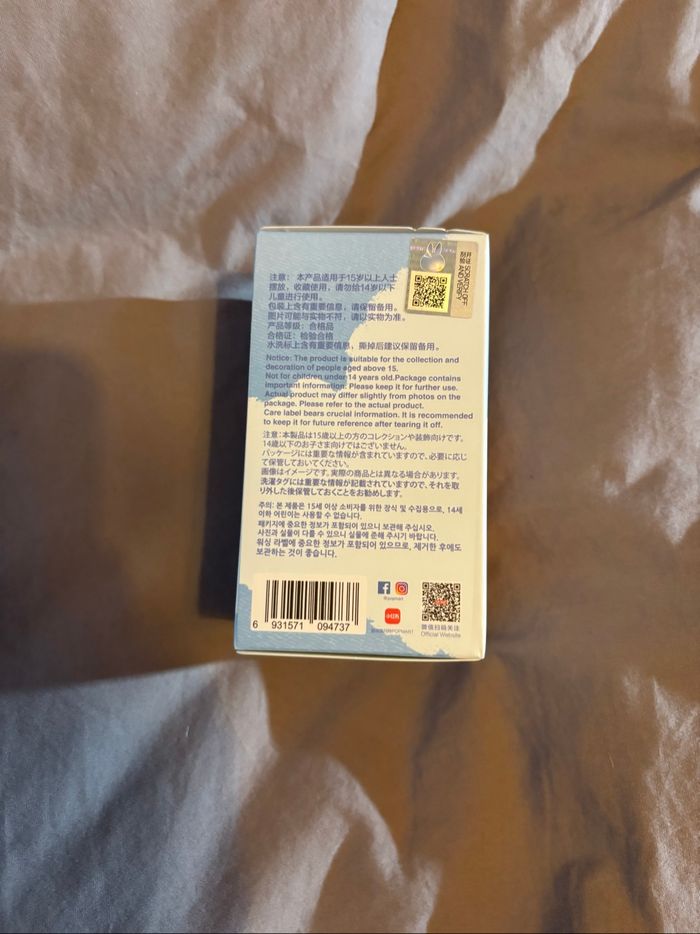 刮涂层 查真伪
SCRATCH OFF
AND VERIFY
注意: 本产品适用于15岁以上人士
摆放、收藏使用,请勿给14岁以下
儿童进行使用。
包装上含有重要信息,请保留备用。
图片可能与实物不符,请以实物为准。
产品等级:合格品
合格证:检验合格
水洗标上含有重要信息,撕掉后建议保留备用。
Notice: The product is suitable for the collection and
decoration of people aged above 15.
Not for children under 14 years old.Package contains
important information. Please keep it for further use.
Actual product may differ slightly from photos on the
package. Please refer to the actual product.
Care label bears crucial information. It is recommended
to keep it for future reference after tearing it off.
注意:本製品は15歳以上の方のコレクションや装飾向けです。
14歳以下のお子さま向けではございません。
パッケージには重要な情報が含まれていますので、必要に応じ
て保管しておいてください。
画像はイメージです。実際の商品とは異なる場合があります。
洗濯タグには重要な情報が記載されていますので、それを取
り外した後保管しておくことをお勧めします。
주의: 본 제품은 15세 이상 소비자를 위한 장식 및 수집용으로, 14세
이하 어린이는 사용할 수 없습니다.
패키지에 중요한 정보가 포함되어 있으니 보관해 주십시오.
사진과 실물이 다를 수 있으니 실물에 준해 주시기 바랍니다.
워싱 라벨에 중요한 정보가 포함되어 있으므로, 제거한 후에도
보관하는 것이 좋습니다.
6 931571 094737
@popmart
小红书
微信扫码关注
Official Website